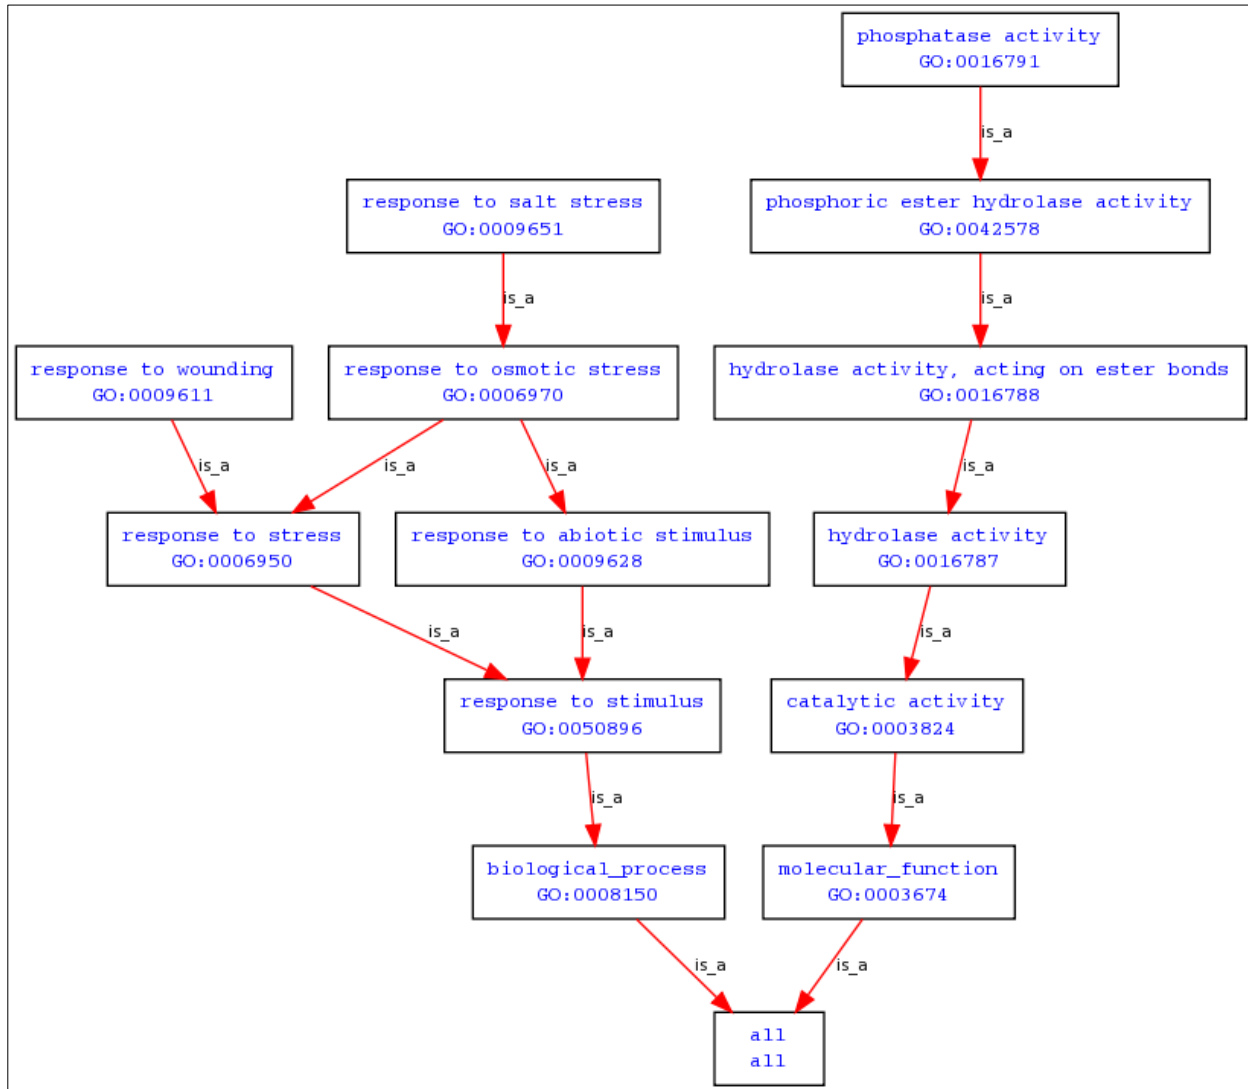 phosphatase activity
GO:0016791
is_a
response to salt stress
GO:0009651
phosphoric ester hydrolase activity
GO:0042578
is_a
is_a
response to wounding
GO:0009611
response to osmotic stress
GO:0006970
hydrolase activity, acting on ester bonds
GO:0016788
is_a
is_a
is_a
is_a
response to stress
GO:0006950
response to abiotic stimulus
GO:0009628
hydrolase activity
GO:0016787
is_a
is_a
is_a
response to stimulus
GO:0050896
catalytic activity
GO:0003824
is_a
is_a
biological_process
GO:0008150
molecular_function
GO:0003674
is_a
is_a
all
all